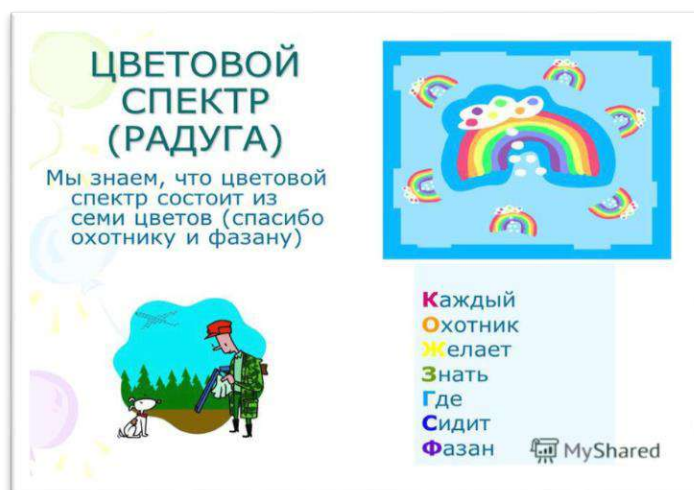 ЦВЕТОВОЙ
СПЕКТР
(РАДУГА)
Мы знаем, что цветовой
спектр состоит из
семи цветов (спасибо
охотнику и фазану)
Каждый
Охотник
Желает
Знать
Где
Сидит
Фазан
MyShared